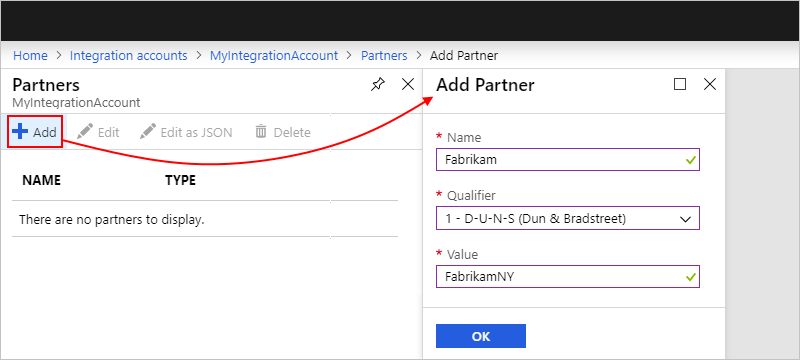 Home > Integration accounts > MyIntegrationAccount > Partners > Add Partner
Partners
MyIntegrationAccount
Add Edit Edit as JSON Delete
NAME TYPE
There are no partners to display.
Add Partner
* Name
Fabrikam
* Qualifier
1 - D-U-N-S (Dun & Bradstreet)
* Value
FabrikamNY
OK